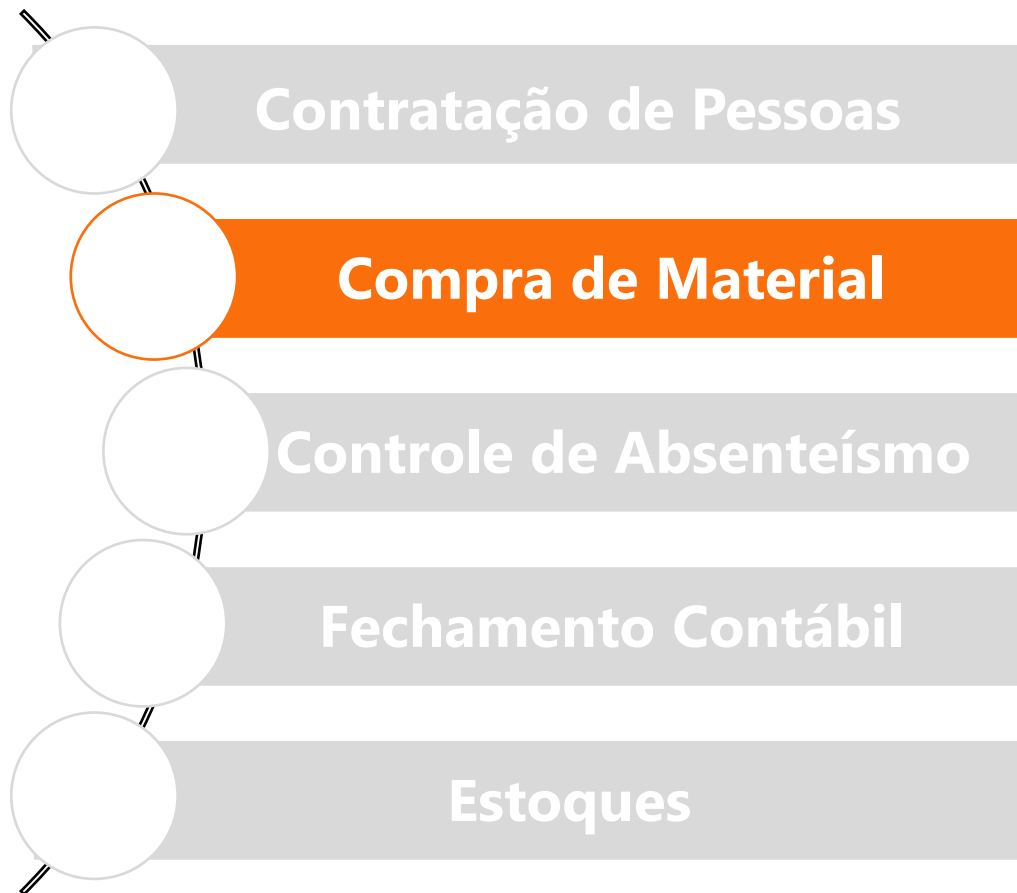 Contratação de Pessoas
Compra de Material
Controle de Absenteísmo
Fechamento Contábil
Estoques